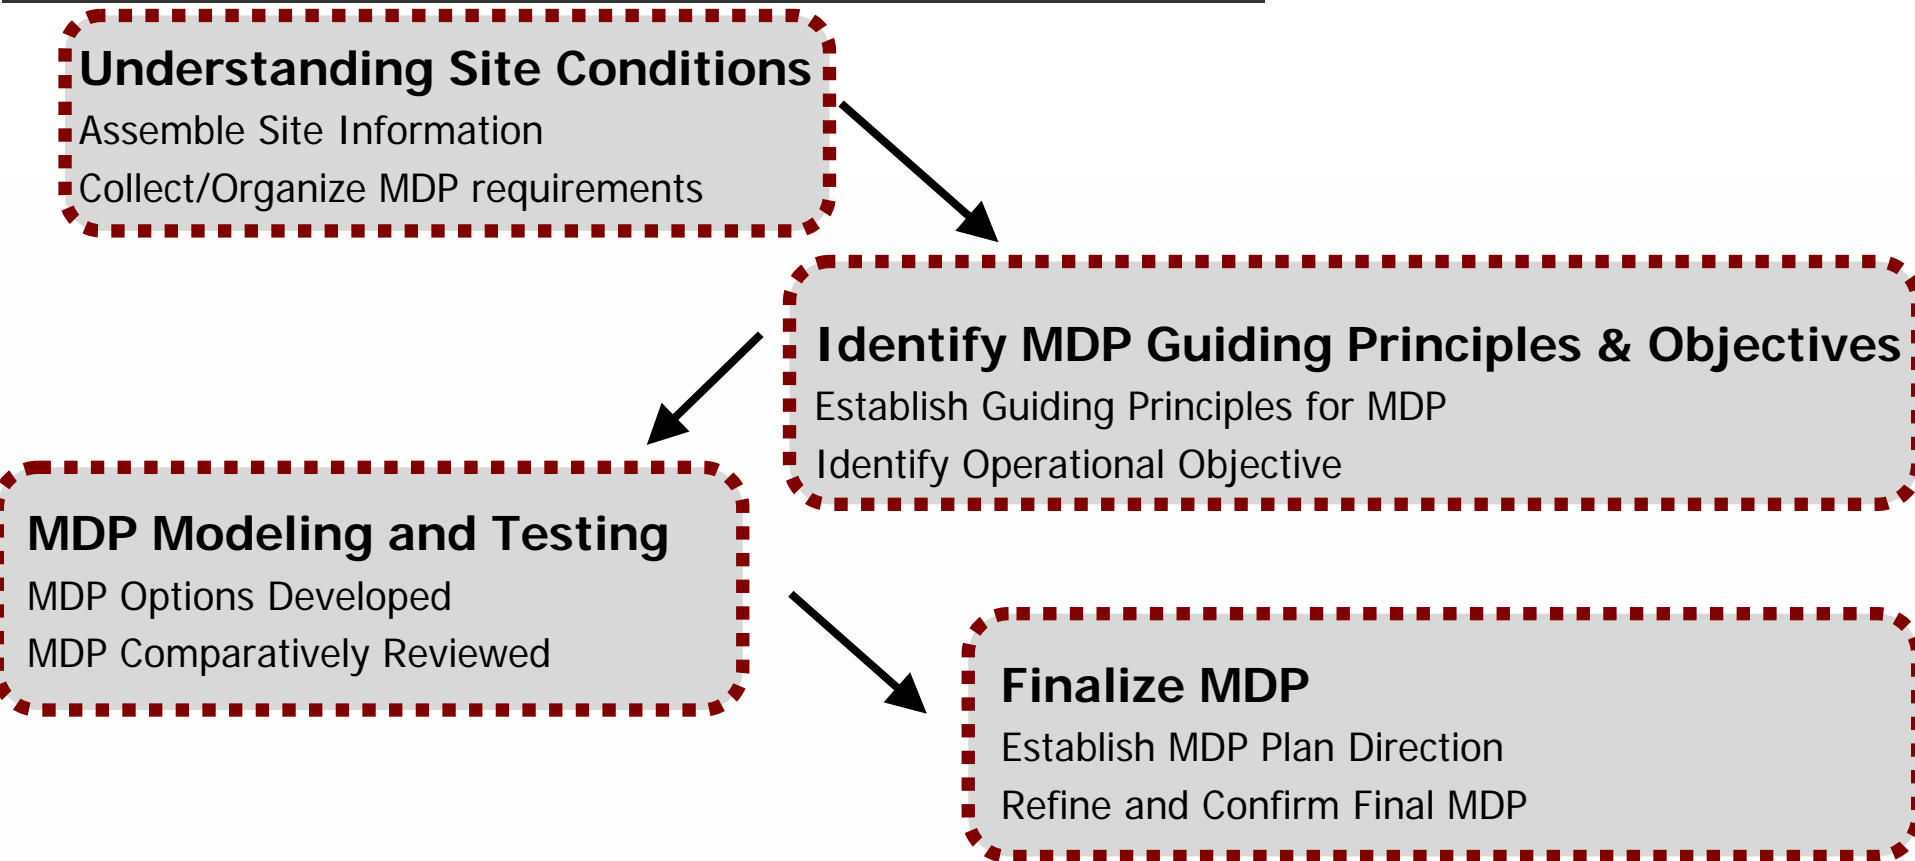 Understanding Site Conditions
Assemble Site Information
Collect/Organize MDP requirements
Identify MDP Guiding Principles & Objectives
Establish Guiding Principles for MDP
Identify Operational Objective
MDP Modeling and Testing
MDP Options Developed
MDP Comparatively Reviewed
Finalize MDP
Establish MDP Plan Direction
Refine and Confirm Final MDP